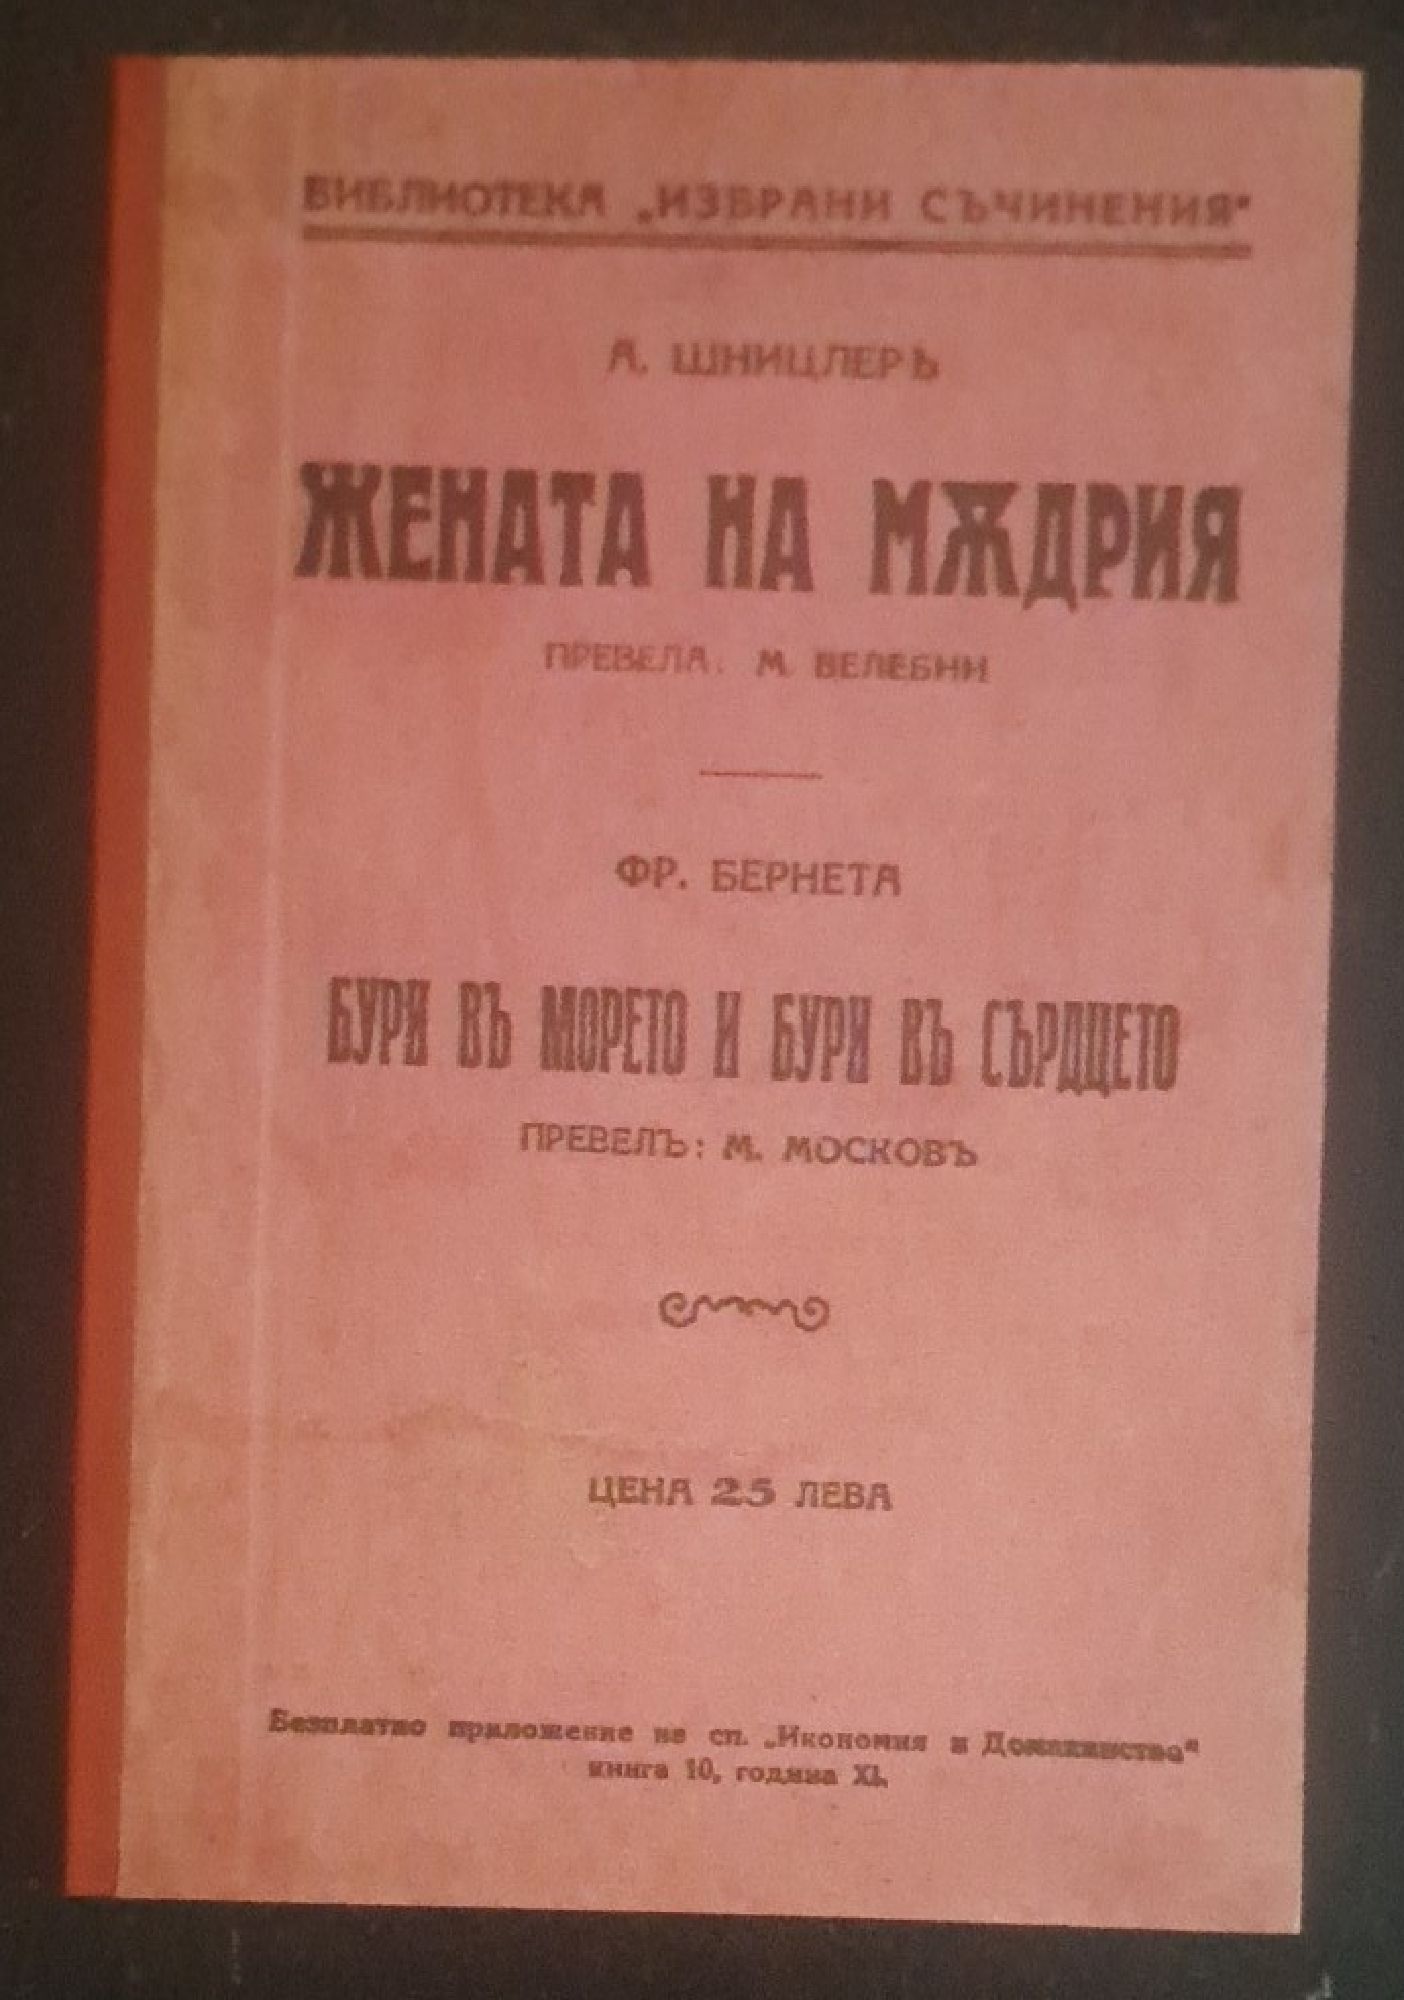 БИБЛИОТЕКА „ИЗБРАНИ СЪЧИНЕНИЯ“
А. ШНИЦЛЕРЪ
ЖЕНАТА НА МѪДРИЯ
ПРЕВЕЛА: М. ВЕЛЕБНИ
ФР. БЕРНЕТА
БУРИ ВЪ МОРЕТО И БУРИ ВЪ СЪРДЦЕТО
ПРЕВЕЛЪ: М. МОСКОВЪ
ЦЕНА 25 ЛЕВА
Безплатно приложение на сп. „Икономия и Домакинство“
книга 10, година XI.